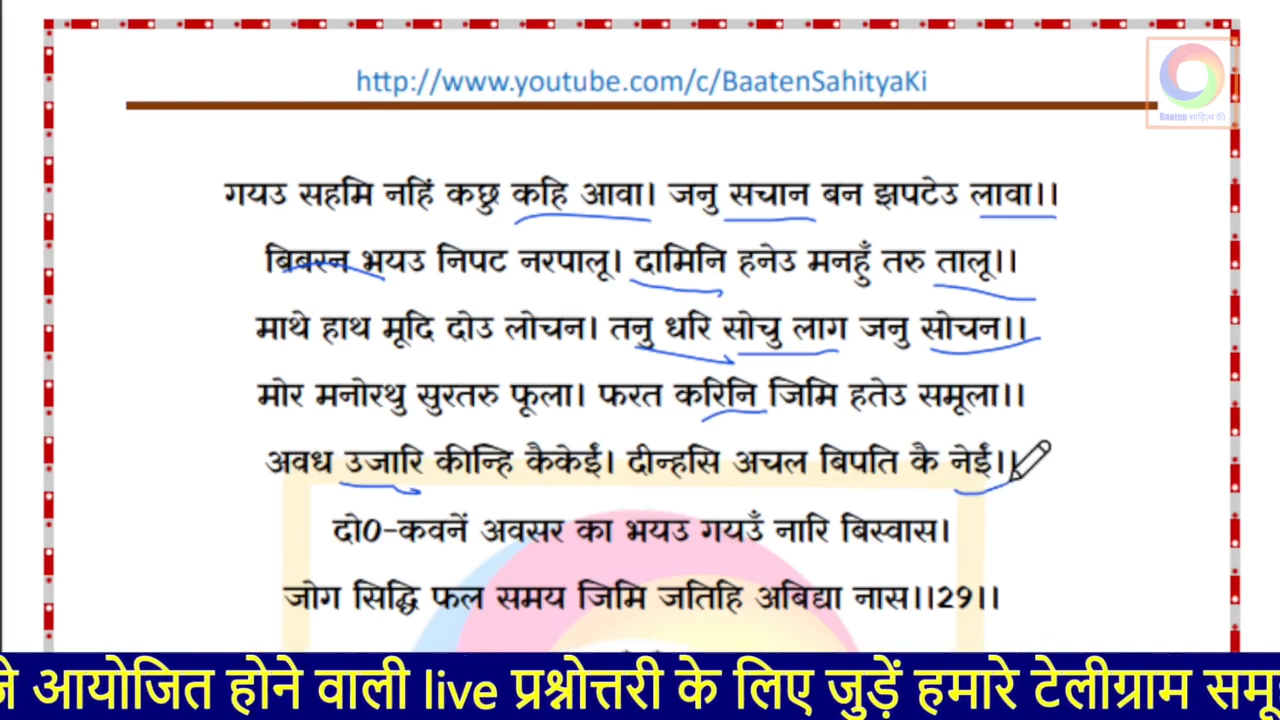 http://www.youtube.com/c/BaatenSahityaKi
Baaten साहित्य की
गयउ सहमि नहिं कछु कहि आवा। जनु सचान बन झपटेउ लावा।।
बिबरन भयउ निपट नरपालू। दामिनि हनेउ मनहुँ तरु तालू।।
माथे हाथ मूदि दोउ लोचन। तनु धरि सोचु लाग जनु सोचन।।
मोर मनोरथु सुरतरु फूला। फरत करिनि जिमि हतेउ समूला।।
अवध उजारि कीन्हि कैकेईं। दीन्हसि अचल बिपति कै नेईं।।
दो0-कवनें अवसर का भयउ गयउँ नारि बिस्वास।
जोग सिद्धि फल समय जिमि जतिहि अबिद्या नास।।29।।
जे आयोजित होने वाली live प्रश्नोत्तरी के लिए जुड़ें हमारे टेलीग्राम समू